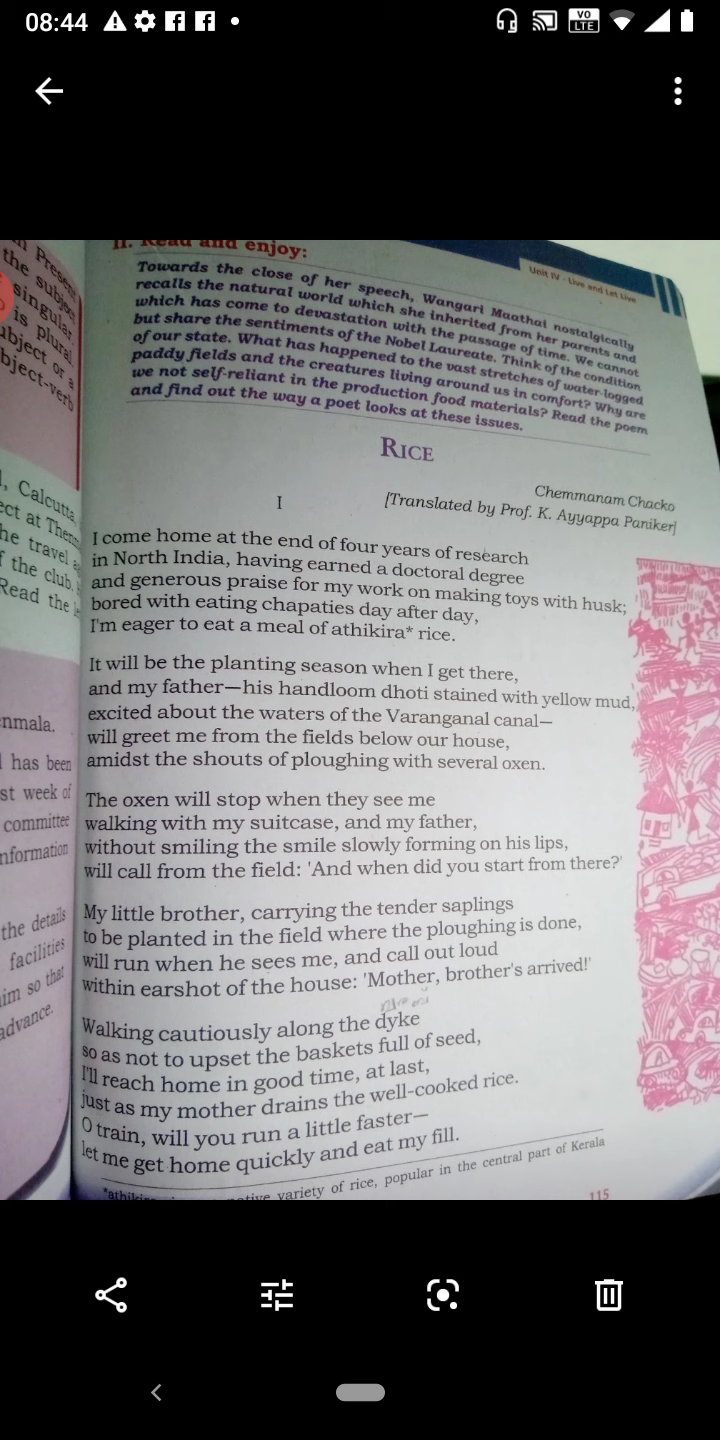 08:44
VO
LTE
n Present
the subject
singular.
is plural
ubject or a
bject-verb
l, Calcutta,
ect at Them
he travel a
f the club.
Read the le
nmala.
has been
st week of
committee
nformation
the details
facilities
im so that
advance.
II. Read and enjoy:
Unit IV - Live and Let Live
Towards the close of her speech, Wangari Maathai nostalgically
recalls the natural world which she inherited from her parents and
which has come to devastation with the passage of time. We cannot
but share the sentiments of the Nobel Laureate. Think of the condition
of our state. What has happened to the vast stretches of water-logged
paddy fields and the creatures living around us in comfort? Why are
we not self-reliant in the production food materials? Read the poem
and find out the way a poet looks at these issues.
RICE
Chemmanam Chacko
I [Translated by Prof. K. Ayyappa Paniker]
I come home at the end of four years of research
in North India, having earned a doctoral degree
and generous praise for my work on making toys with husk;
bored with eating chapaties day after day,
I'm eager to eat a meal of athikira* rice.
It will be the planting season when I get there,
and my father—his handloom dhoti stained with yellow mud,
excited about the waters of the Varanganal canal—
will greet me from the fields below our house,
amidst the shouts of ploughing with several oxen.
The oxen will stop when they see me
walking with my suitcase, and my father,
without smiling the smile slowly forming on his lips,
will call from the field: 'And when did you start from there?'
My little brother, carrying the tender saplings
to be planted in the field where the ploughing is done,
will run when he sees me, and call out loud
within earshot of the house: 'Mother, brother's arrived!'
Walking cautiously along the dyke
so as not to upset the baskets full of seed,
I'll reach home in good time, at last,
just as my mother drains the well-cooked rice.
O train, will you run a little faster—
let me get home quickly and eat my fill.
variety of rice, popular in the central part of Kerala
115